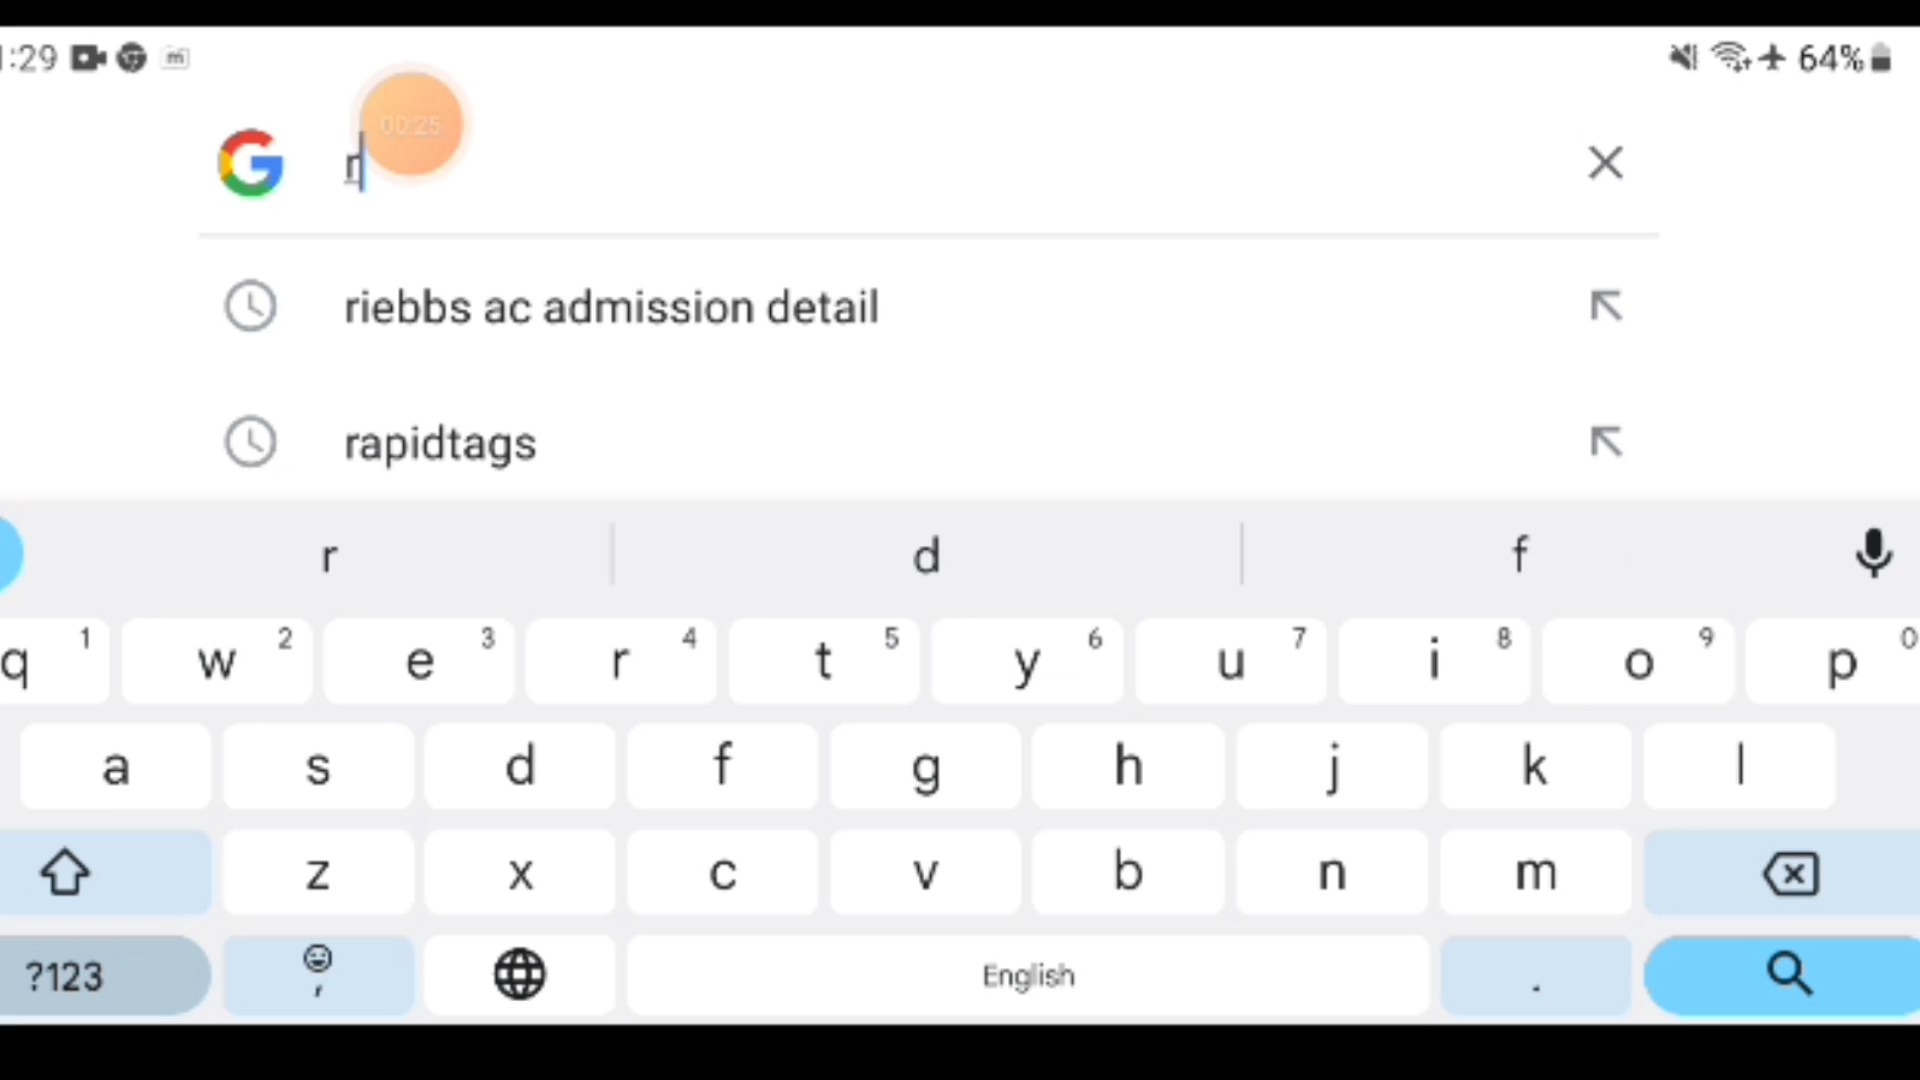 :29 64%
00:25
r
riebbs ac admission detail
rapidtags
r d f
q 1 w 2 e 3 r 4 t 5 y 6 u 7 i 8 o 9 p 0
a s d f g h j k l
z x c v b n m
?123 , English .